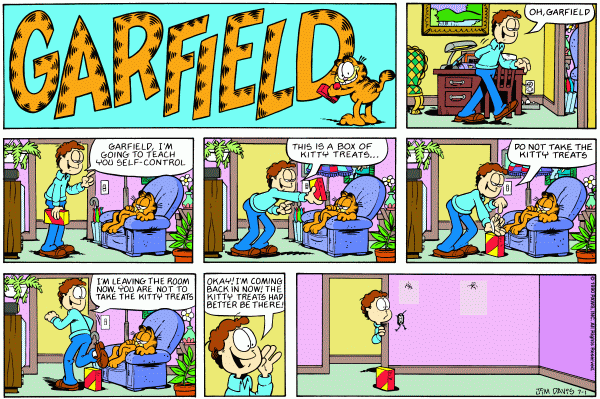 GARFIELD
OH, GARFIELD
GARFIELD, I'M
GOING TO TEACH
YOU SELF-CONTROL
THIS IS A BOX OF
KITTY TREATS...
DO NOT TAKE THE
KITTY TREATS
I'M LEAVING THE ROOM
NOW. YOU ARE NOT TO
TAKE THE KITTY TREATS
OKAY! I'M COMING
BACK IN NOW! THE
KITTY TREATS HAD
BETTER BE THERE!
JIM DAVIS 7-1